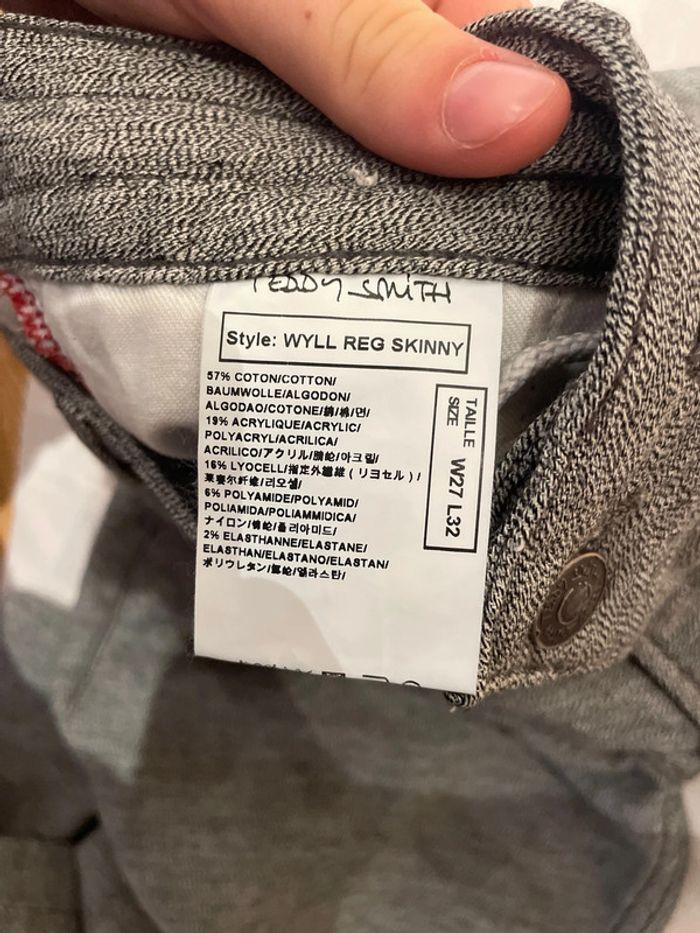 TEDDY SMITH
Style: WYLL REG SKINNY
57% COTON/COTTON/
BAUMWOLLE/ALGODON/
ALGODAO/COTONE/綿/棉/면/
19% ACRYLIQUE/ACRYLIC/
POLYACRYL/ACRILICA/
ACRILICO/アクリル/腈纶/아크릴/
16% LYOCELL/指定外繊維 ( リヨセル ) /
莱赛尔纤维/리오셀/
6% POLYAMIDE/POLYAMID/
POLIAMIDA/POLIAMMIDICA/
ナイロン/锦纶/폴리아미드/
2% ELASTHANNE/ELASTANE/
ELASTHAN/ELASTANO/ELASTAN/
ポリウレタン/氨纶/엘라스탄/
TAILLE
SIZE
W27 L32